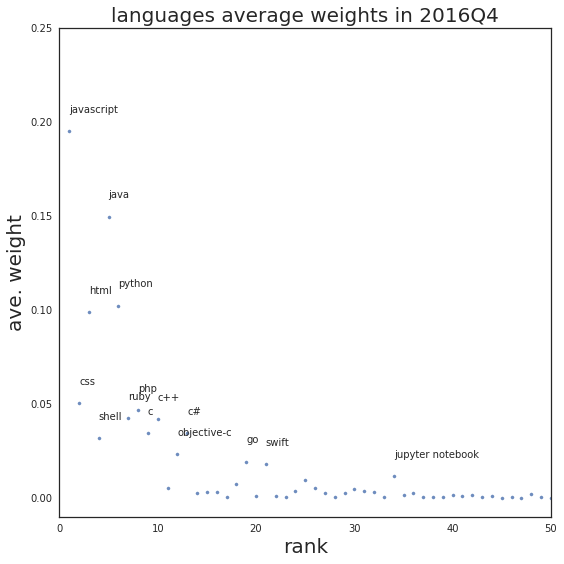 languages average weights in 2016Q4
0.25
0.20
0.15
0.10
0.05
0.00
ave. weight
javascript
java
python
html
css
php
ruby
c++
c
c#
shell
objective-c
go
swift
jupyter notebook
0
10
20
30
40
50
rank